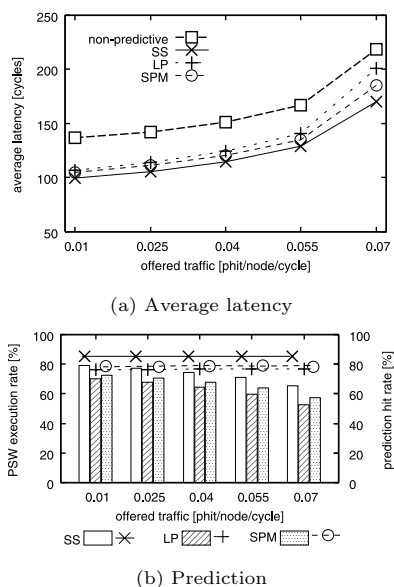 250
200
150
100
50
average latency [cycles]
non-predictive
SS
LP
SPM
0.01 0.025 0.04 0.055 0.07
offered traffic [phit/node/cycle]
(a) Average latency
100
80
60
40
20
0
PSW execution rate [%]
100
80
60
40
20
0
prediction hit rate [%]
0.01 0.025 0.04 0.055 0.07
offered traffic [phit/node/cycle]
SS LP SPM
(b) Prediction